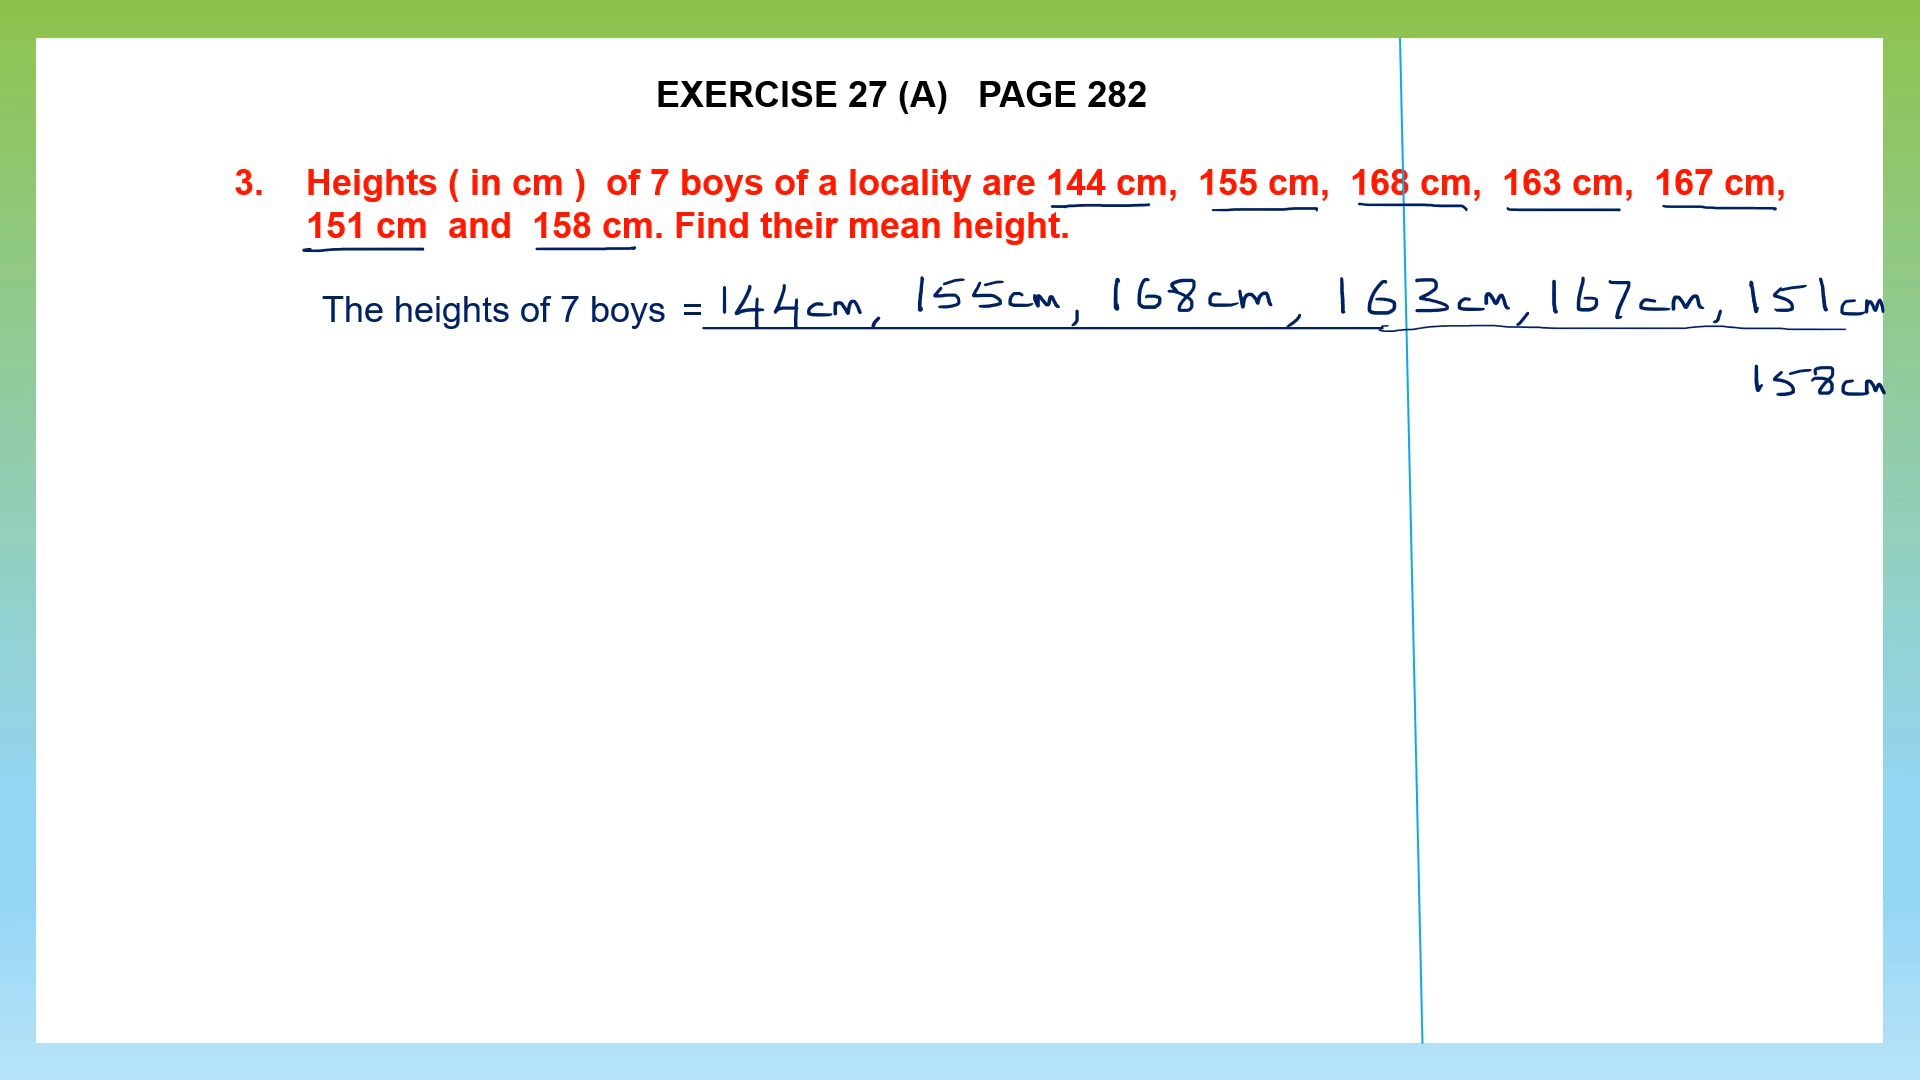 EXERCISE 27 (A) PAGE 282
3. Heights ( in cm ) of 7 boys of a locality are 144 cm, 155 cm, 168 cm, 163 cm, 167 cm,
151 cm and 158 cm. Find their mean height.
The heights of 7 boys = 144cm, 155cm, 168cm, 163cm, 167cm, 151cm
158cm